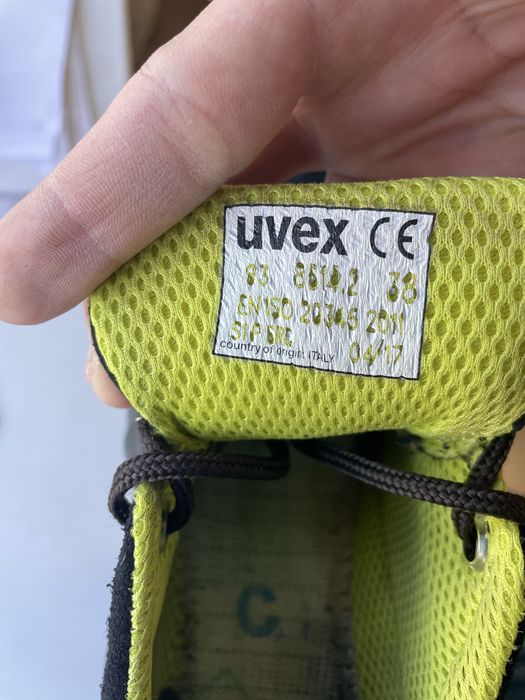 uvex CE
93 8514.2 38
EN ISO 20345 2011
S1P SRC 04/17
country of origin: ITALY
C